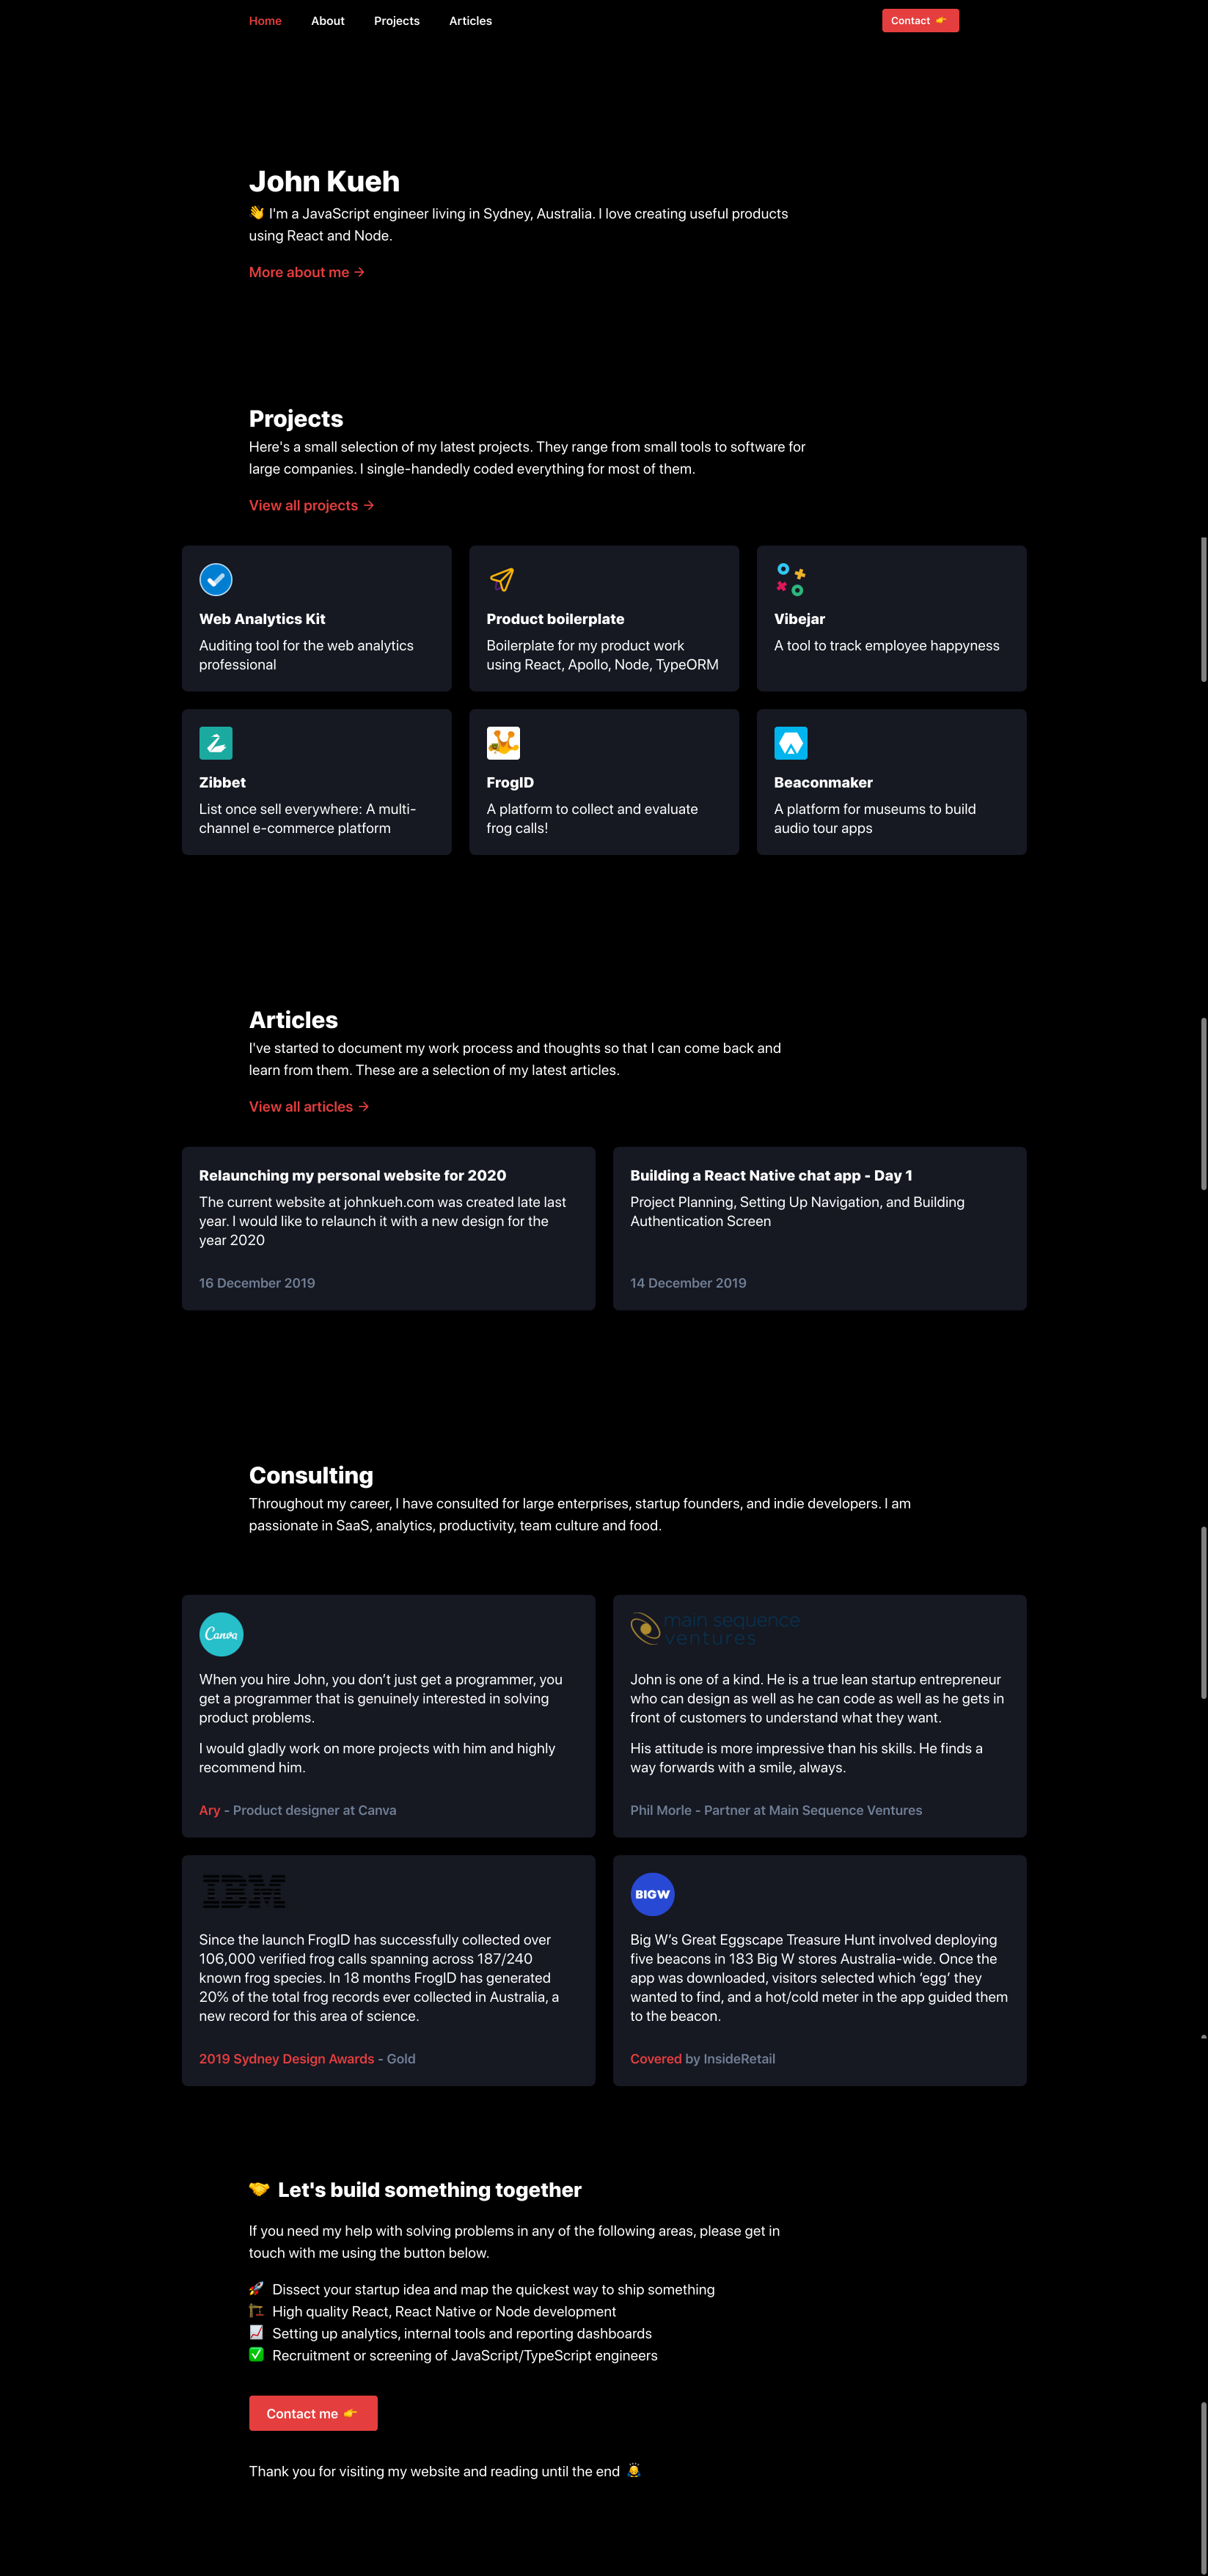 Home About Projects Articles Contact 👉
John Kueh
👋 I'm a JavaScript engineer living in Sydney, Australia. I love creating useful products
using React and Node.
More about me →
Projects
Here's a small selection of my latest projects. They range from small tools to software for
large companies. I single-handedly coded everything for most of them.
View all projects →
Web Analytics Kit
Auditing tool for the web analytics
professional
Product boilerplate
Boilerplate for my product work
using React, Apollo, Node, TypeORM
Vibejar
A tool to track employee happyness
Zibbet
List once sell everywhere: A multi-
channel e-commerce platform
FrogID
A platform to collect and evaluate
frog calls!
Beaconmaker
A platform for museums to build
audio tour apps
Articles
I've started to document my work process and thoughts so that I can come back and
learn from them. These are a selection of my latest articles.
View all articles →
Relaunching my personal website for 2020
The current website at johnkueh.com was created late last
year. I would like to relaunch it with a new design for the
year 2020
16 December 2019
Building a React Native chat app - Day 1
Project Planning, Setting Up Navigation, and Building
Authentication Screen
14 December 2019
Consulting
Throughout my career, I have consulted for large enterprises, startup founders, and indie developers. I am
passionate in SaaS, analytics, productivity, team culture and food.
Canva
When you hire John, you don’t just get a programmer, you
get a programmer that is genuinely interested in solving
product problems.
I would gladly work on more projects with him and highly
recommend him.
Ary - Product designer at Canva
main sequence
ventures
John is one of a kind. He is a true lean startup entrepreneur
who can design as well as he can code as well as he gets in
front of customers to understand what they want.
His attitude is more impressive than his skills. He finds a
way forwards with a smile, always.
Phil Morle - Partner at Main Sequence Ventures
IBM
Since the launch FrogID has successfully collected over
106,000 verified frog calls spanning across 187/240
known frog species. In 18 months FrogID has generated
20% of the total frog records ever collected in Australia, a
new record for this area of science.
2019 Sydney Design Awards - Gold
BIGW
Big W’s Great Eggscape Treasure Hunt involved deploying
five beacons in 183 Big W stores Australia-wide. Once the
app was downloaded, visitors selected which ‘egg’ they
wanted to find, and a hot/cold meter in the app guided them
to the beacon.
Covered by InsideRetail
🤝 Let's build something together
If you need my help with solving problems in any of the following areas, please get in
touch with me using the button below.
🚀 Dissect your startup idea and map the quickest way to ship something
🏗 High quality React, React Native or Node development
📈 Setting up analytics, internal tools and reporting dashboards
✅ Recruitment or screening of JavaScript/TypeScript engineers
Contact me 👉
Thank you for visiting my website and reading until the end 🙇